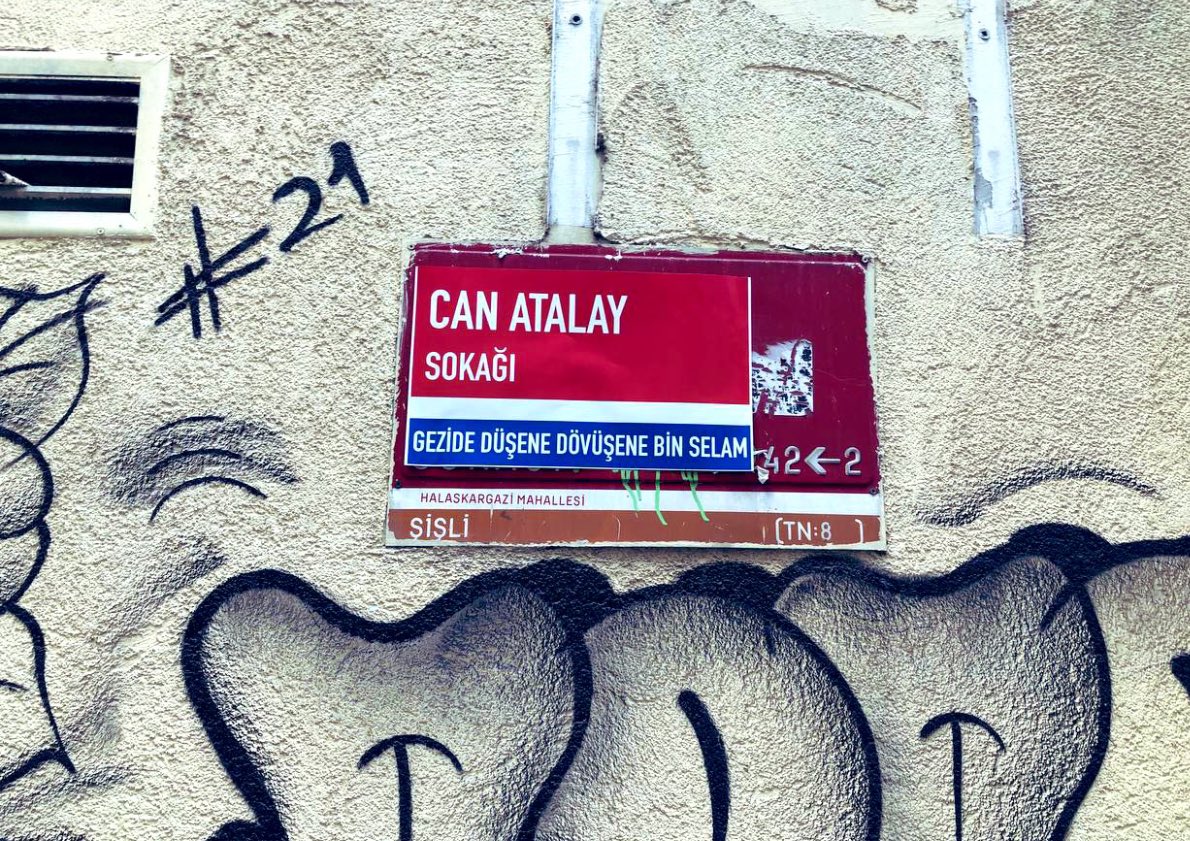 #21
CAN ATALAY
SOKAĞI
GEZİDE DÜŞENE DÖVÜŞENE BİN SELAM
42←2
HALASKARGAZİ MAHALLESİ
ŞİŞLİ (TN:8 )